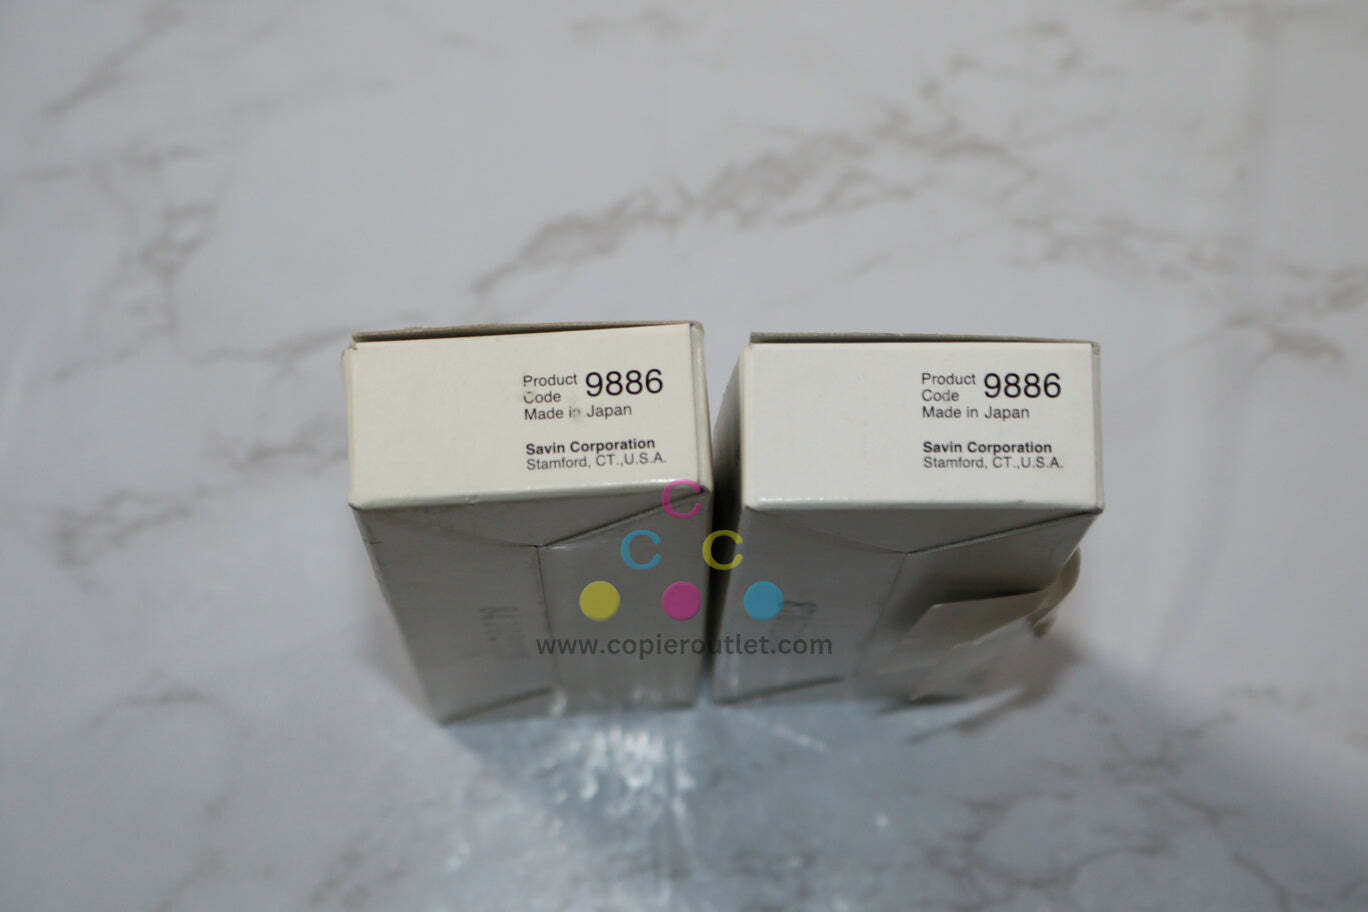 Product
Code 9886
Made in Japan
Savin Corporation
Stamford, CT.,U.S.A.
Product
Code 9886
Made in Japan
Savin Corporation
Stamford, CT.,U.S.A.
C
C C
www.copieroutlet.com